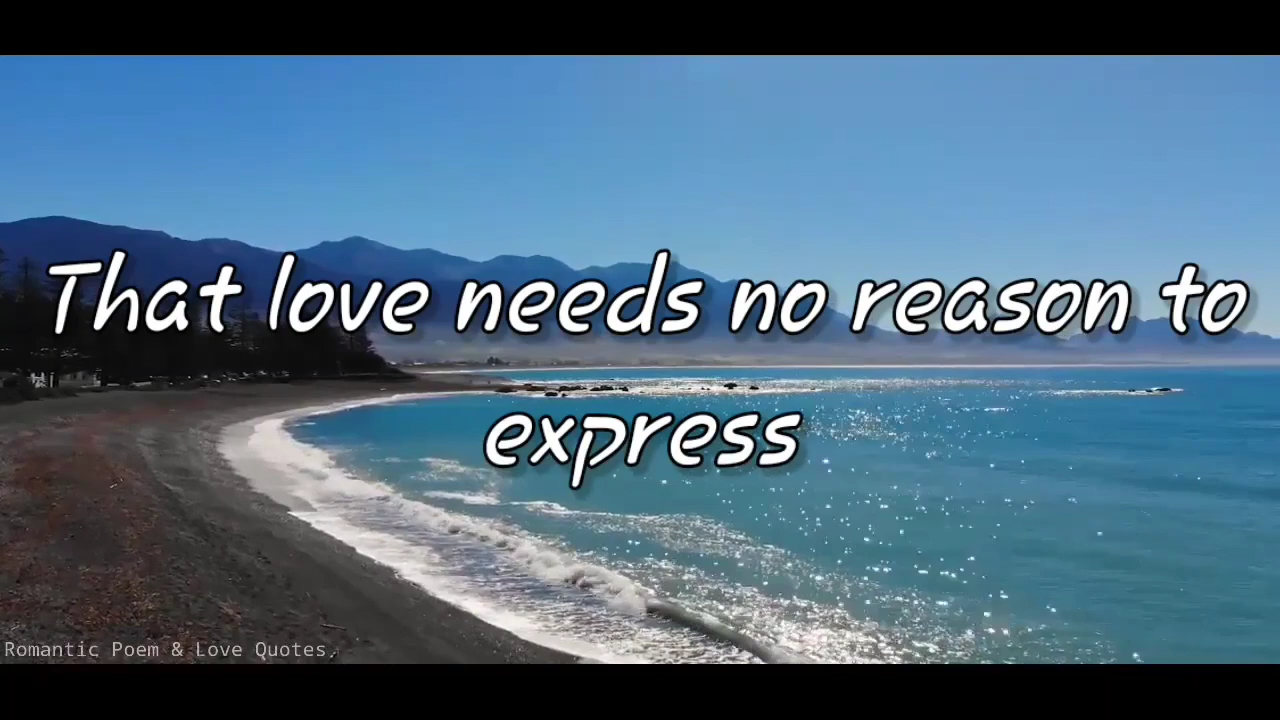 That love needs no reason to
express
Romantic Poem & Love Quotes.